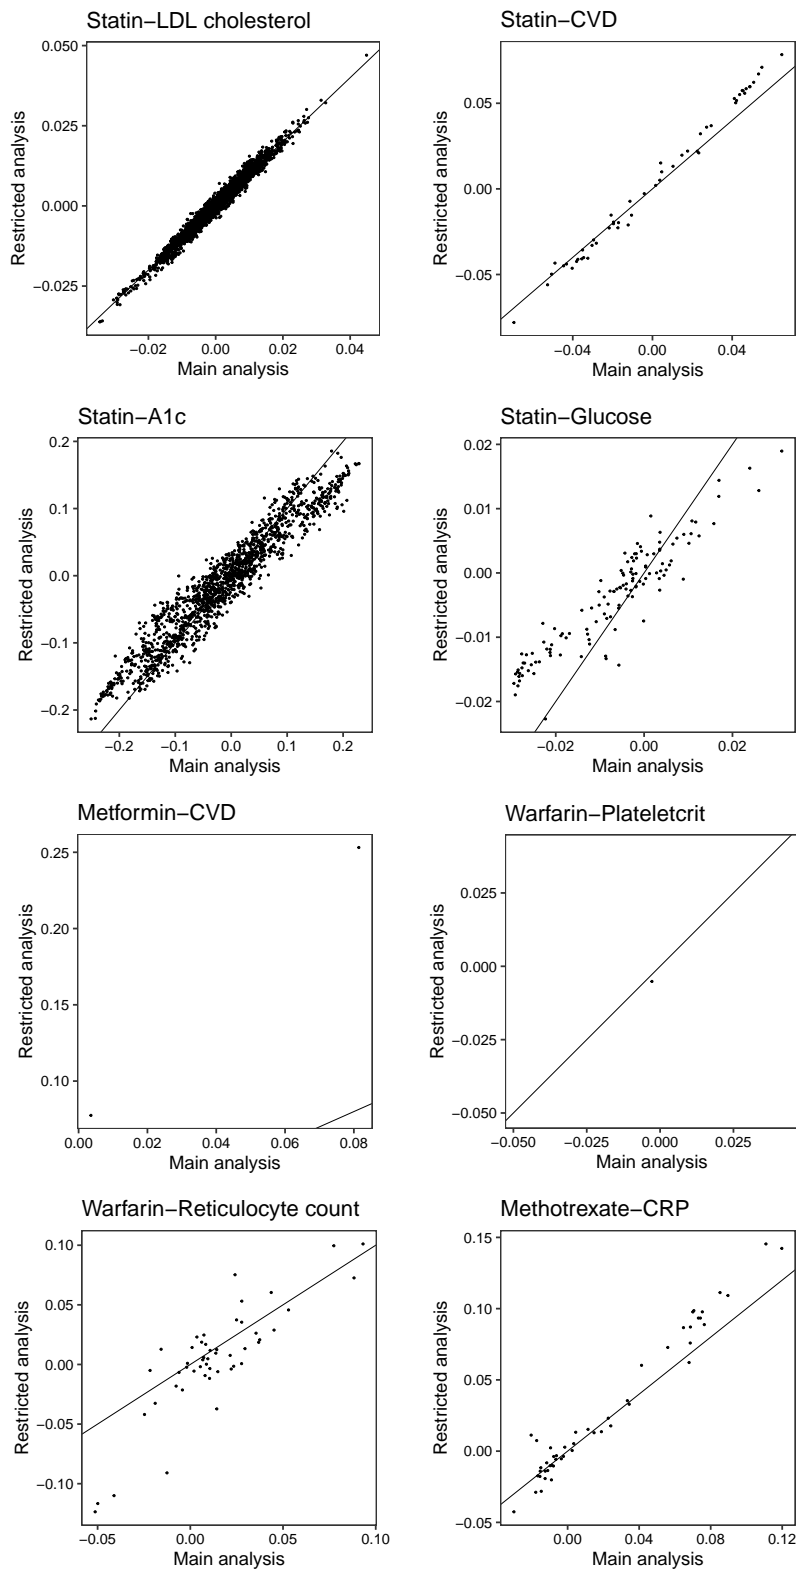 Statin−LDL cholesterol
0.050
0.025
0.000
−0.025
−0.02 0.00 0.02 0.04
Main analysis
Restricted analysis
Statin−CVD
0.05
0.00
−0.05
−0.04 0.00 0.04
Main analysis
Restricted analysis
Statin−A1c
0.2
0.1
0.0
−0.1
−0.2
−0.2 −0.1 0.0 0.1 0.2
Main analysis
Restricted analysis
Statin−Glucose
0.02
0.01
0.00
−0.01
−0.02
−0.02 0.00 0.02
Main analysis
Restricted analysis
Metformin−CVD
0.25
0.20
0.15
0.10
0.00 0.02 0.04 0.06 0.08
Main analysis
Restricted analysis
Warfarin−Plateletcrit
0.025
0.000
−0.025
−0.050
−0.050 −0.025 0.000 0.025
Main analysis
Restricted analysis
Warfarin−Reticulocyte count
0.10
0.05
0.00
−0.05
−0.10
−0.05 0.00 0.05 0.10
Main analysis
Restricted analysis
Methotrexate−CRP
0.15
0.10
0.05
0.00
−0.05
0.00 0.04 0.08 0.12
Main analysis
Restricted analysis